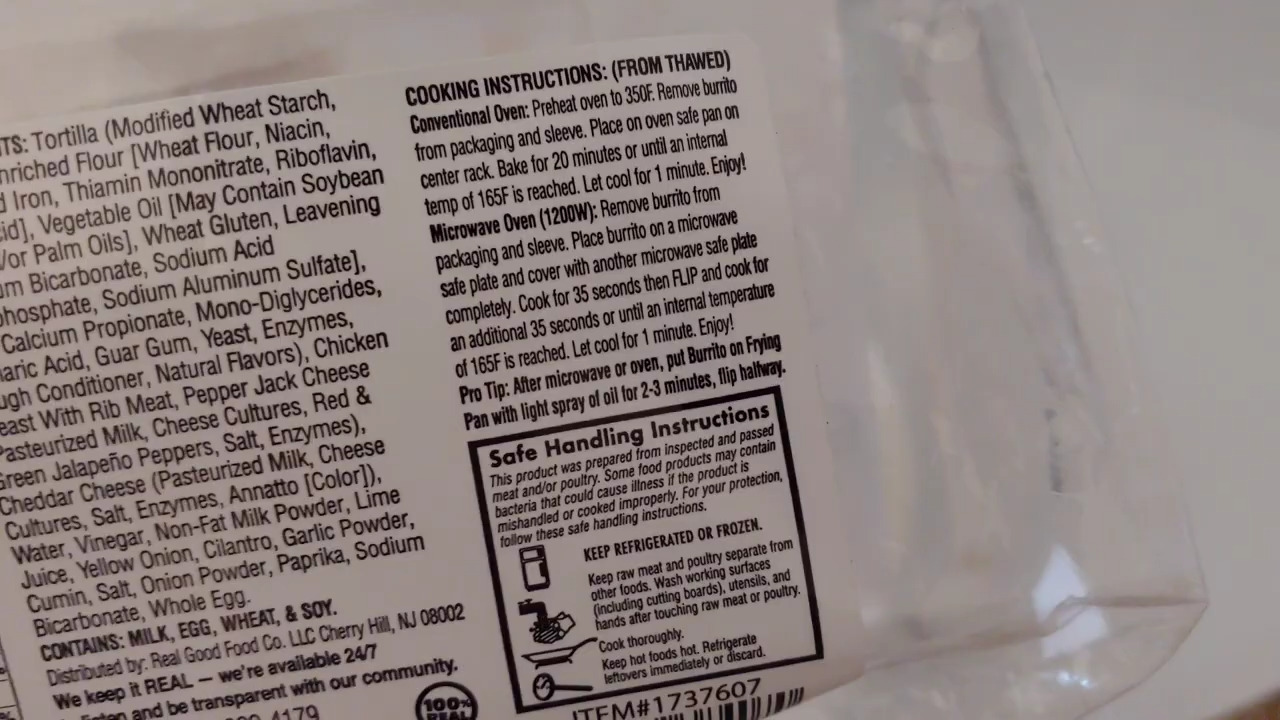 TS: Tortilla (Modified Wheat Starch,
nriched Flour [Wheat Flour, Niacin,
d Iron, Thiamin Mononitrate, Riboflavin,
cid], Vegetable Oil [May Contain Soybean
/or Palm Oils], Wheat Gluten, Leavening
m Bicarbonate, Sodium Acid
phosphate, Sodium Aluminum Sulfate],
Calcium Propionate, Mono-Diglycerides,
aric Acid, Guar Gum, Yeast, Enzymes,
ugh Conditioner, Natural Flavors), Chicken
east With Rib Meat, Pepper Jack Cheese
Pasteurized Milk, Cheese Cultures, Red &
Green Jalapeño Peppers, Salt, Enzymes),
Cheddar Cheese (Pasteurized Milk, Cheese
Cultures, Salt, Enzymes, Annatto [Color]),
Water, Vinegar, Non-Fat Milk Powder, Lime
Juice, Yellow Onion, Cilantro, Garlic Powder,
Cumin, Salt, Onion Powder, Paprika, Sodium
Bicarbonate, Whole Egg.
CONTAINS: MILK, EGG, WHEAT, & SOY.
Distributed by: Real Good Food Co. LLC Cherry Hill, NJ 08002
We keep it REAL – we're available 24/7
listen and be transparent with our community.
4179
100%
REAL
COOKING INSTRUCTIONS: (FROM THAWED)
Conventional Oven: Preheat oven to 350F. Remove burrito
from packaging and sleeve. Place on oven safe pan on
center rack. Bake for 20 minutes or until an internal
temp of 165F is reached. Let cool for 1 minute. Enjoy!
Microwave Oven (1200W): Remove burrito from
packaging and sleeve. Place burrito on a microwave
safe plate and cover with another microwave safe plate
completely. Cook for 35 seconds then FLIP and cook for
an additional 35 seconds or until an internal temperature
of 165F is reached. Let cool for 1 minute. Enjoy!
Pro Tip: After microwave or oven, put Burrito on Frying
Pan with light spray of oil for 2-3 minutes, flip halfway.
Safe Handling Instructions
This product was prepared from inspected and passed
meat and/or poultry. Some food products may contain
bacteria that could cause illness if the product is
mishandled or cooked improperly. For your protection,
follow these safe handling instructions.
KEEP REFRIGERATED OR FROZEN.
Keep raw meat and poultry separate from
other foods. Wash working surfaces
(including cutting boards), utensils, and
hands after touching raw meat or poultry.
Cook thoroughly.
Keep hot foods hot. Refrigerate
leftovers immediately or discard.
ITEM#1737607